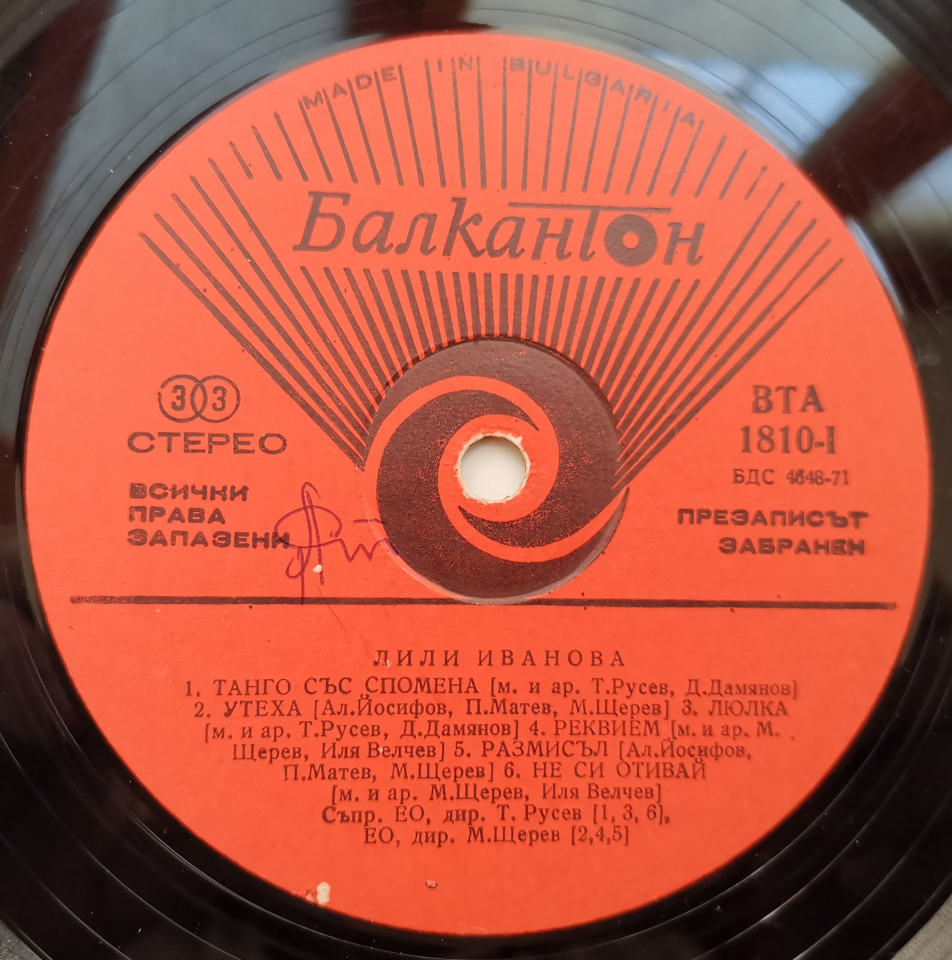 MADE IN BULGARIA
Балкантон
33
СТЕРЕО
ВСИЧКИ
ПРАВА
ЗАПАЗЕНИ
ВТА
1810-I
БДС 4648-71
ПРЕЗАПИСЪТ
ЗАБРАНЕН
ЛИЛИ ИВАНОВА
1. ТАНГО СЪС СПОМЕНА [м. и ар. Т.Русев, Д.Дамянов]
2. УТЕХА [Ал.Йосифов, П.Матев, М.Щерев] 3. ЛЮЛКА
[м. и ар. Т.Русев, Д.Дамянов] 4. РЕКВИЕМ [м. и ар. М.
Щерев, Иля Велчев] 5. РАЗМИСЪЛ [Ал.Йосифов,
П.Матев, М.Щерев] 6. НЕ СИ ОТИВАЙ
[м. и ар. М.Щерев, Иля Велчев]
Съпр. ЕО, дир. Т. Русев [1, 3, 6],
ЕО, дир. М.Щерев [2,4,5]